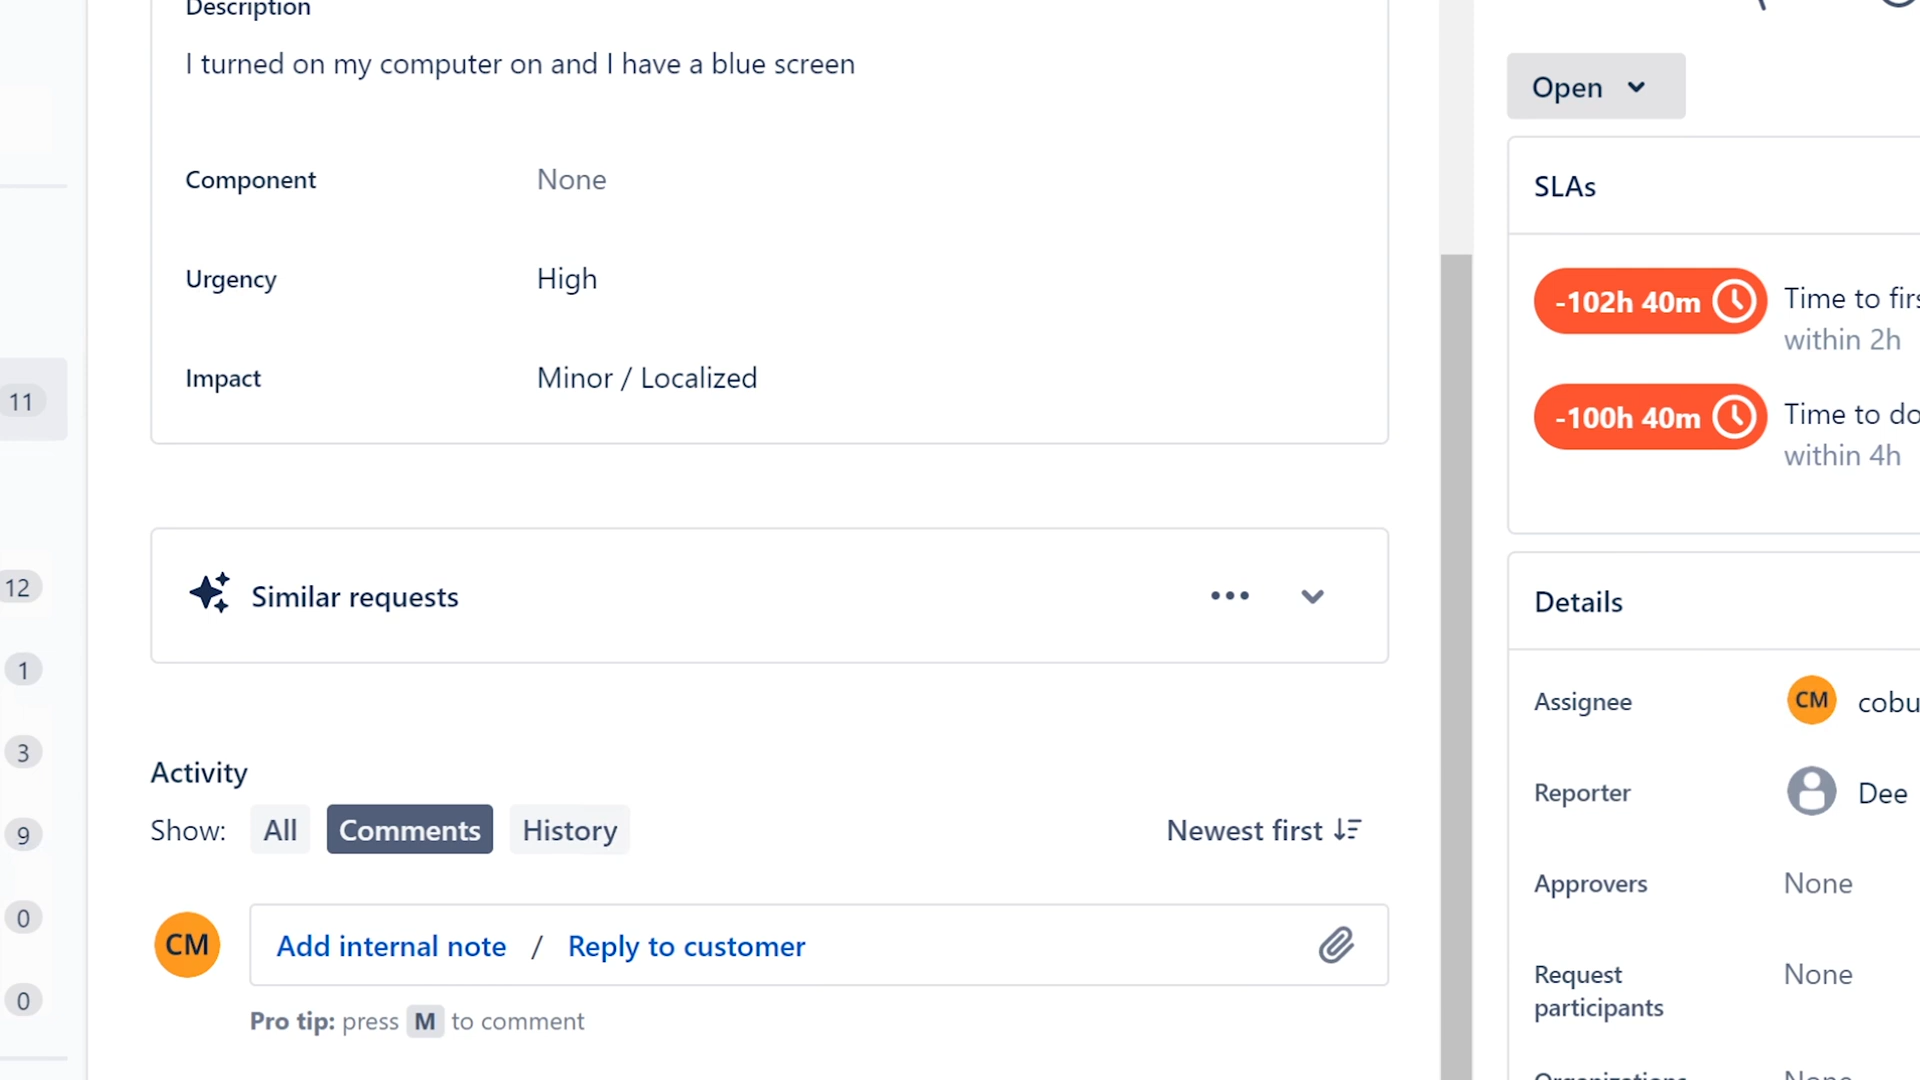 Description
I turned on my computer on and I have a blue screen
Component
None
Urgency
High
Impact
Minor / Localized
Similar requests
Activity
Show:
All
Comments
History
Newest first
CM
Add internal note / Reply to customer
Pro tip: press M to comment
11
12
1
3
9
0
0
Open
SLAs
-102h 40m
Time to
within 2h
-100h 40m
Time to
within 4h
Details
Assignee
CM
Reporter
Dee
Approvers
None
Request
participants
None